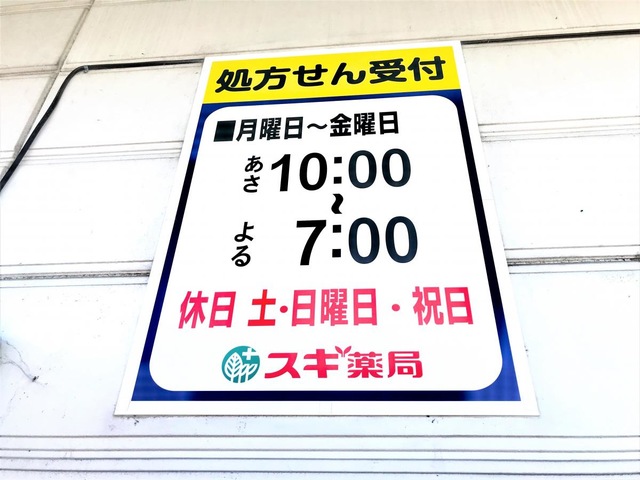 処方せん受付
■月曜日～金曜日
あさ 10:00
～
よる 7:00
休日 土・日曜日・祝日
スギ薬局